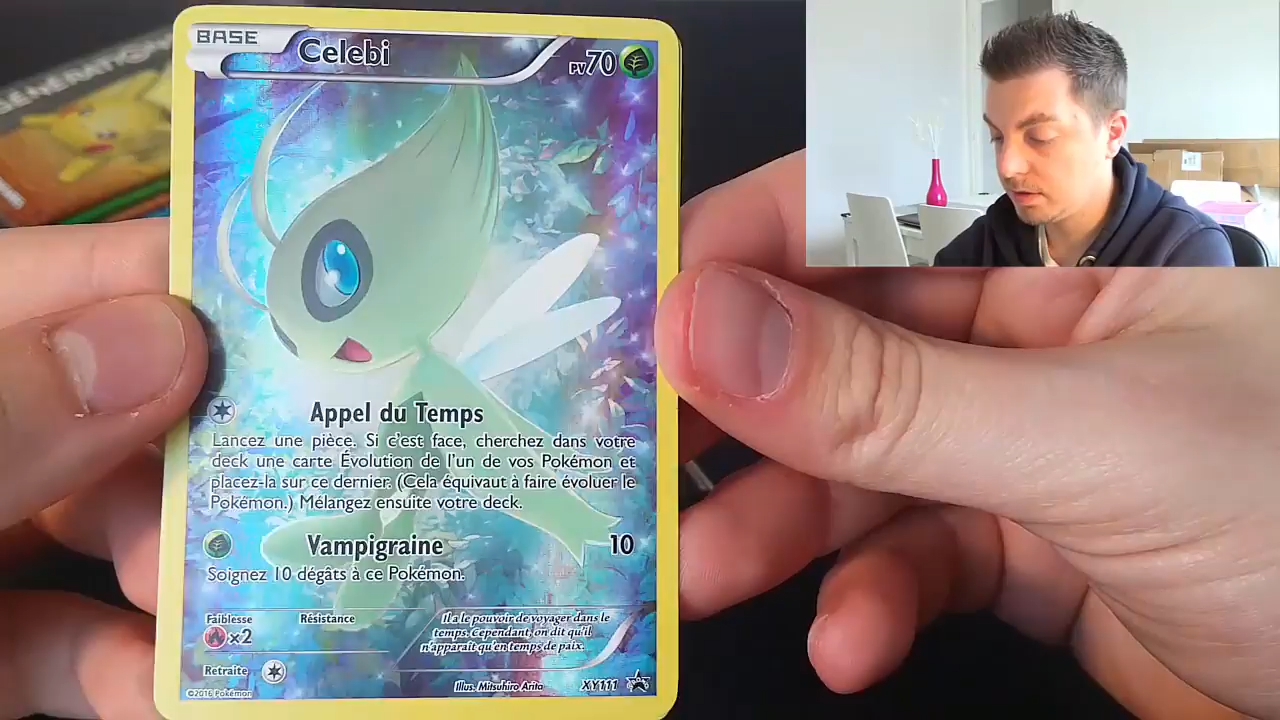 GÉNÉRATION
BASE
Celebi
PV70
Appel du Temps
Lancez une pièce. Si c'est face, cherchez dans votre
deck une carte Évolution de l'un de vos Pokémon et
placez-la sur ce dernier. (Cela équivaut à faire évoluer le
Pokémon.) Mélangez ensuite votre deck.
Vampigraine 10
Soignez 10 dégâts à ce Pokémon.
Faiblesse Résistance
x2
Il a le pouvoir de voyager dans le
temps. Cependant, on dit qu'il
n'apparaît qu'en temps de paix.
Retraite
©2016 Pokémon
Illus. Mitsuhiro Arita
XY111